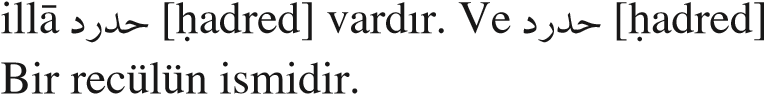 illā حدرد [ḥadred] vardır. Ve حدرد [ḥadred]
Bir recülün ismidir.